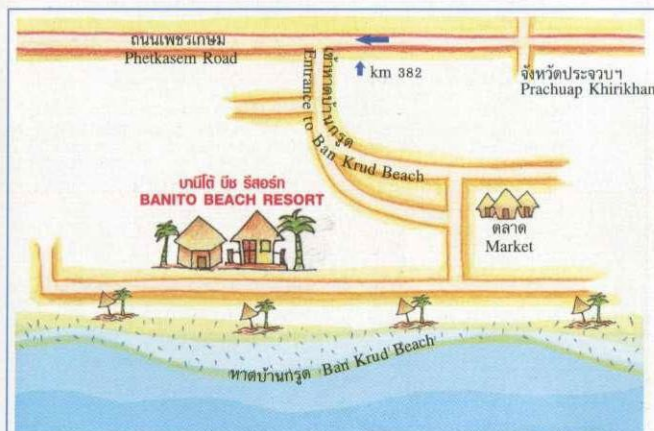 ถนนเพชรเกษม
Phetkasem Road
km 382
จังหวัดประจวบฯ
Prachuap Khirikhan
เข้าหาดบ้านกรูด
Entrance to Ban Krud Beach
บานีโต้ บีช รีสอร์ท
BANITO BEACH RESORT
ตลาด
Market
หาดบ้านกรูด Ban Krud Beach